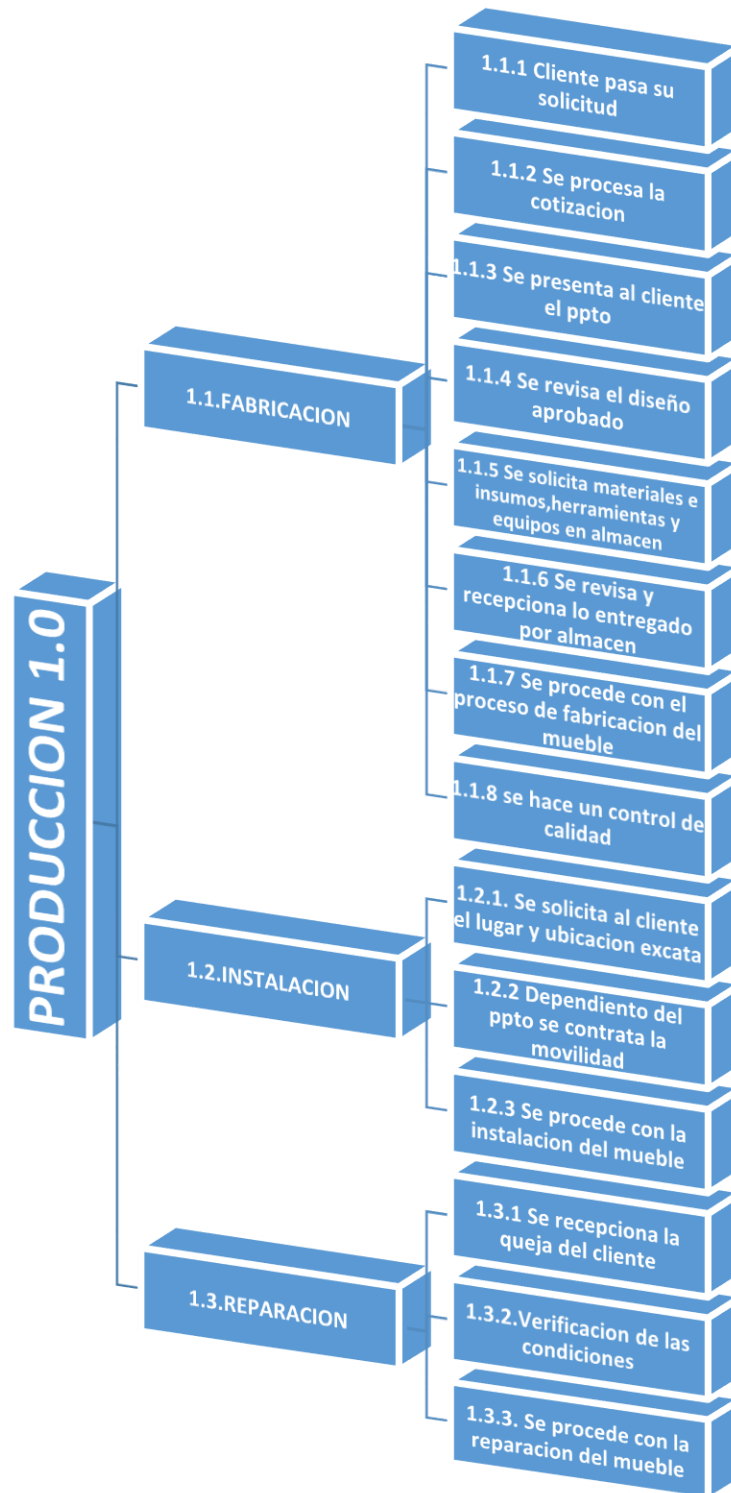 PRODUCCION 1.0
1.1.FABRICACION
1.1.1 Cliente pasa su
solicitud
1.1.2 Se procesa la
cotizacion
1.1.3 Se presenta al cliente
el ppto
1.1.4 Se revisa el diseño
aprobado
1.1.5 Se solicita materiales e
insumos,herramientas y
equipos en almacen
1.1.6 Se revisa y
recepciona lo entregado
por almacen
1.1.7 Se procede con el
proceso de fabricacion del
mueble
1.1.8 se hace un control de
calidad
1.2.INSTALACION
1.2.1. Se solicita al cliente
el lugar y ubicacion excata
1.2.2 Dependiento del
ppto se contrata la
movilidad
1.2.3 Se procede con la
instalacion del mueble
1.3.REPARACION
1.3.1 Se recepciona la
queja del cliente
1.3.2.Verificacion de las
condiciones
1.3.3. Se procede con la
reparacion del mueble